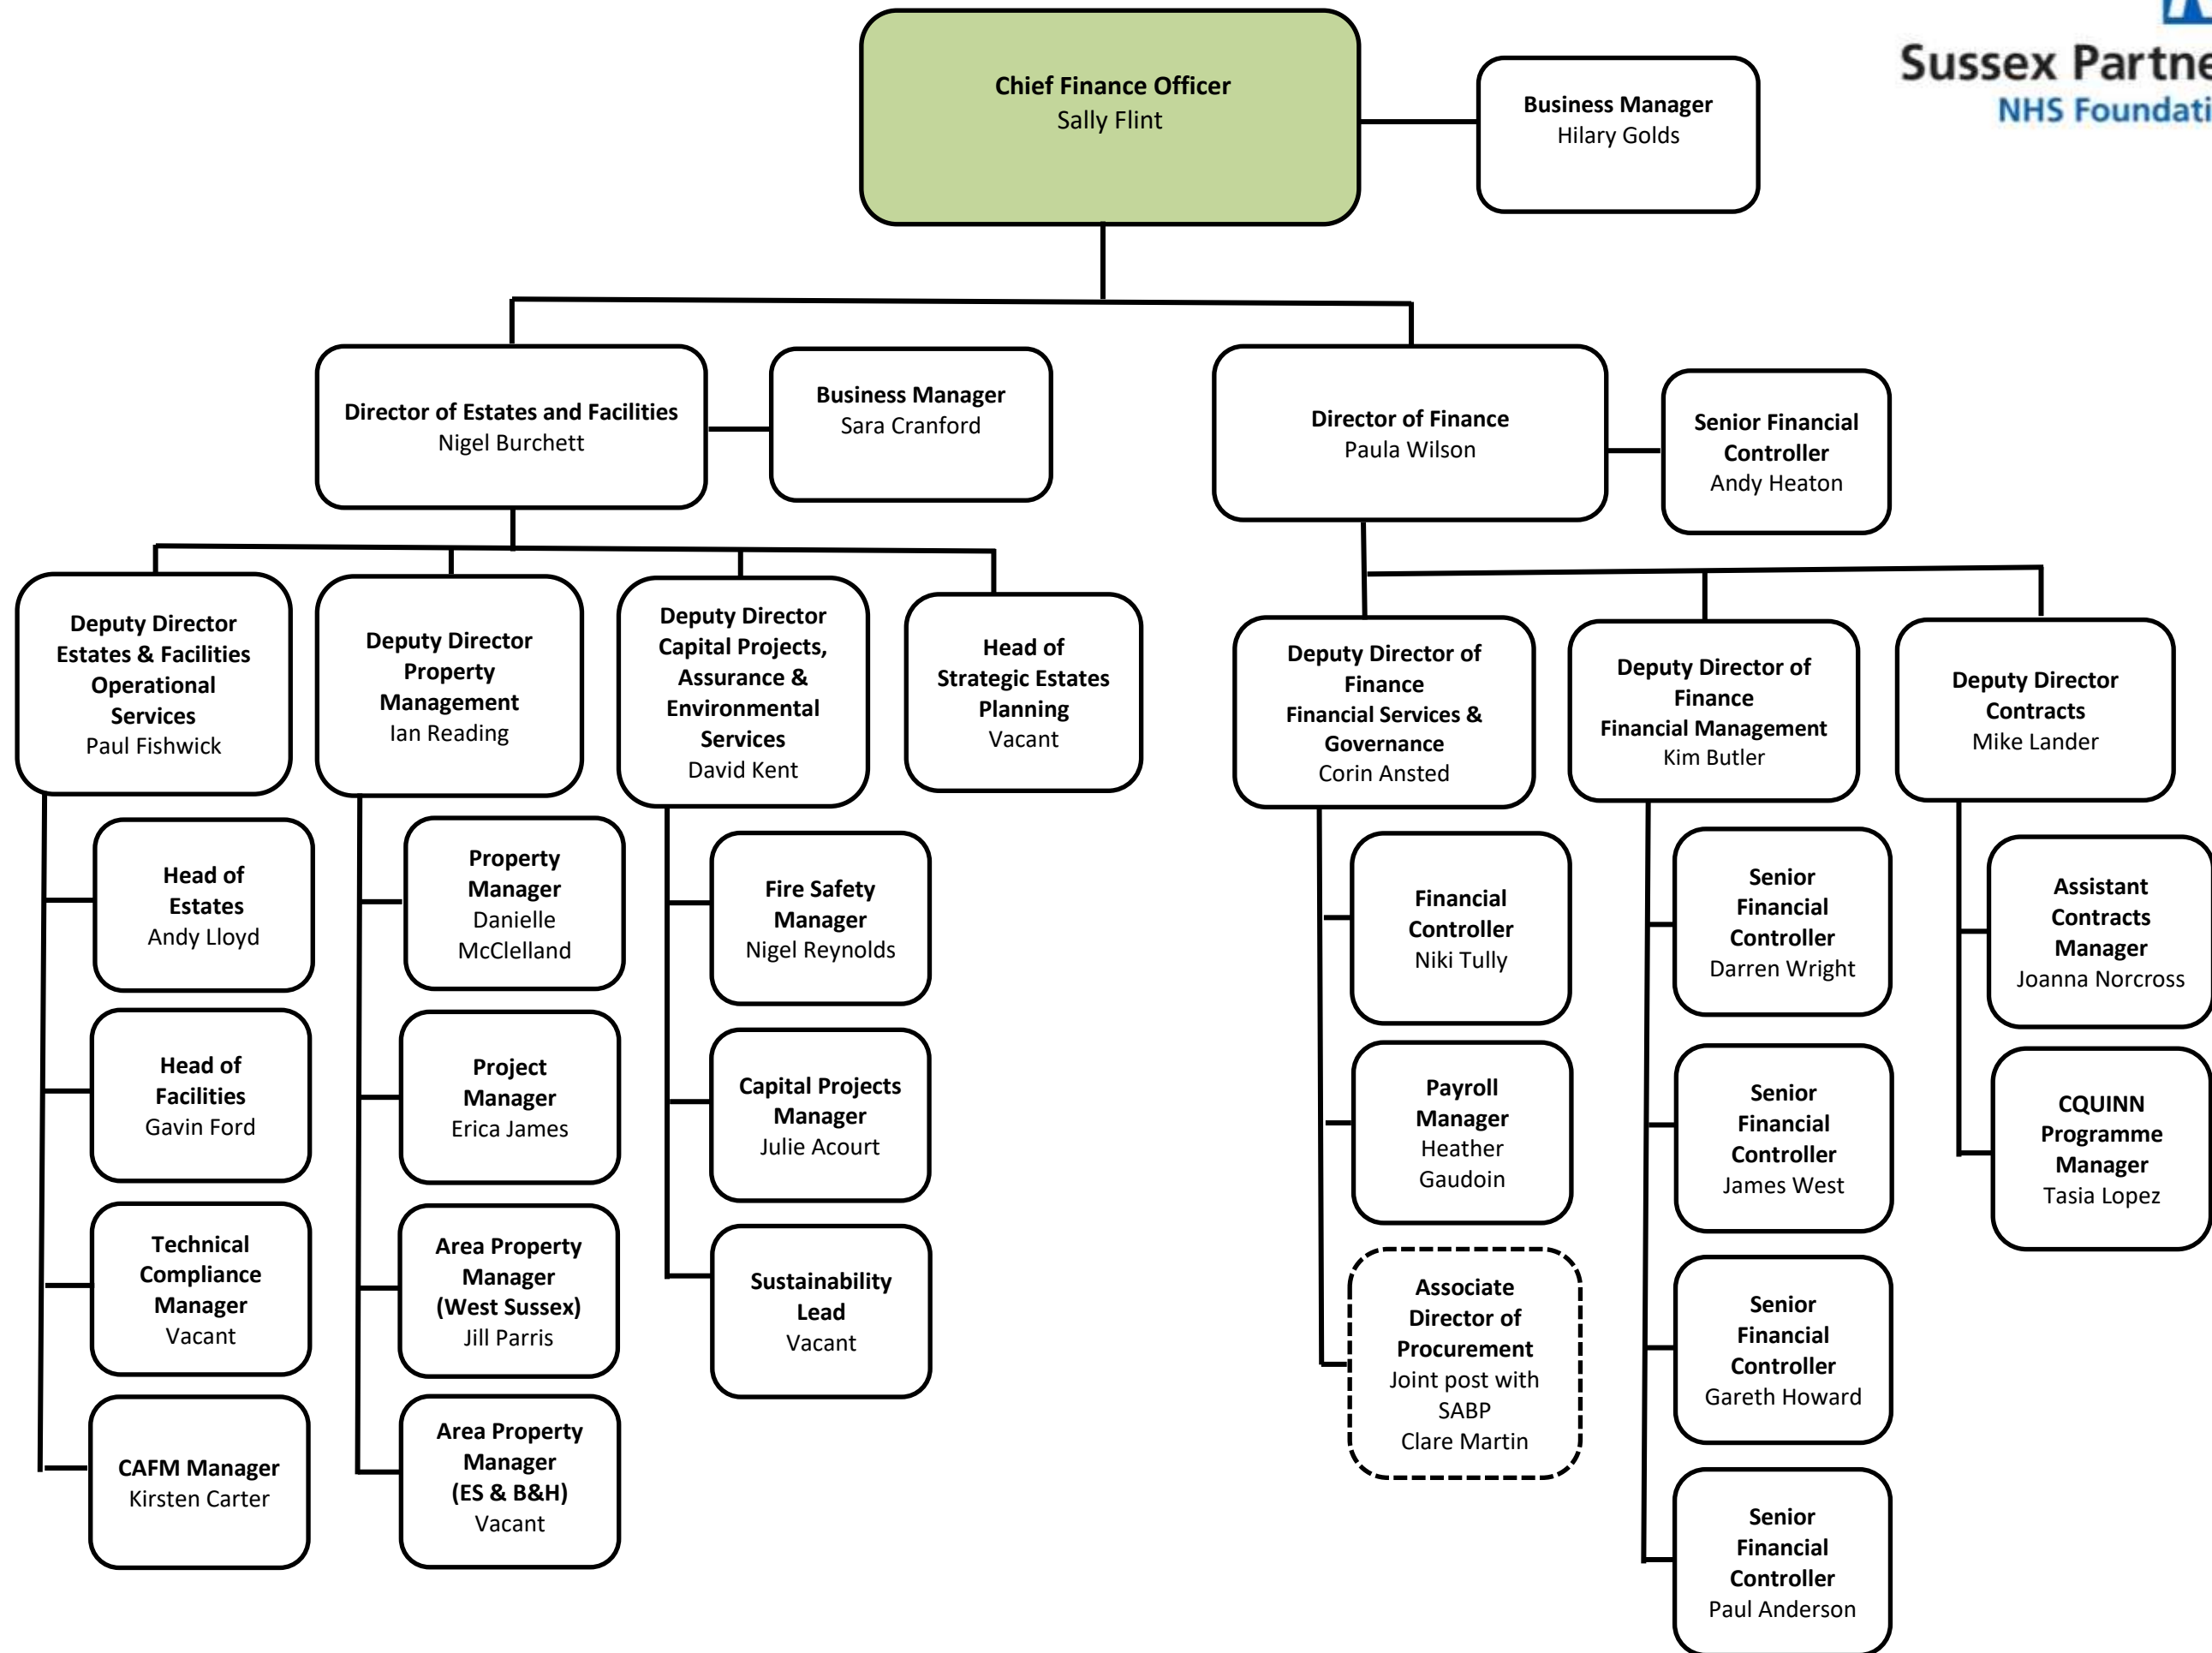 Sussex Partne
NHS Foundati
Chief Finance Officer
Sally Flint
Business Manager
Hilary Golds
Director of Estates and Facilities
Nigel Burchett
Business Manager
Sara Cranford
Director of Finance
Paula Wilson
Senior Financial
Controller
Andy Heaton
Deputy Director
Estates & Facilities
Operational
Services
Paul Fishwick
Deputy Director
Property
Management
Ian Reading
Deputy Director
Capital Projects,
Assurance &
Environmental
Services
David Kent
Head of
Strategic Estates
Planning
Vacant
Deputy Director of
Finance
Financial Services &
Governance
Corin Ansted
Deputy Director of
Finance
Financial Management
Kim Butler
Deputy Director
Contracts
Mike Lander
Head of
Estates
Andy Lloyd
Head of
Facilities
Gavin Ford
Technical
Compliance
Manager
Vacant
CAFM Manager
Kirsten Carter
Property
Manager
Danielle
McClelland
Project
Manager
Erica James
Area Property
Manager
(West Sussex)
Jill Parris
Area Property
Manager
(ES & B&H)
Vacant
Fire Safety
Manager
Nigel Reynolds
Capital Projects
Manager
Julie Acourt
Sustainability
Lead
Vacant
Financial
Controller
Niki Tully
Payroll
Manager
Heather
Gaudoin
Associate
Director of
Procurement
Joint post with
SABP
Clare Martin
Senior
Financial
Controller
Darren Wright
Senior
Financial
Controller
James West
Senior
Financial
Controller
Gareth Howard
Senior
Financial
Controller
Paul Anderson
Assistant
Contracts
Manager
Joanna Norcross
CQUINN
Programme
Manager
Tasia Lopez